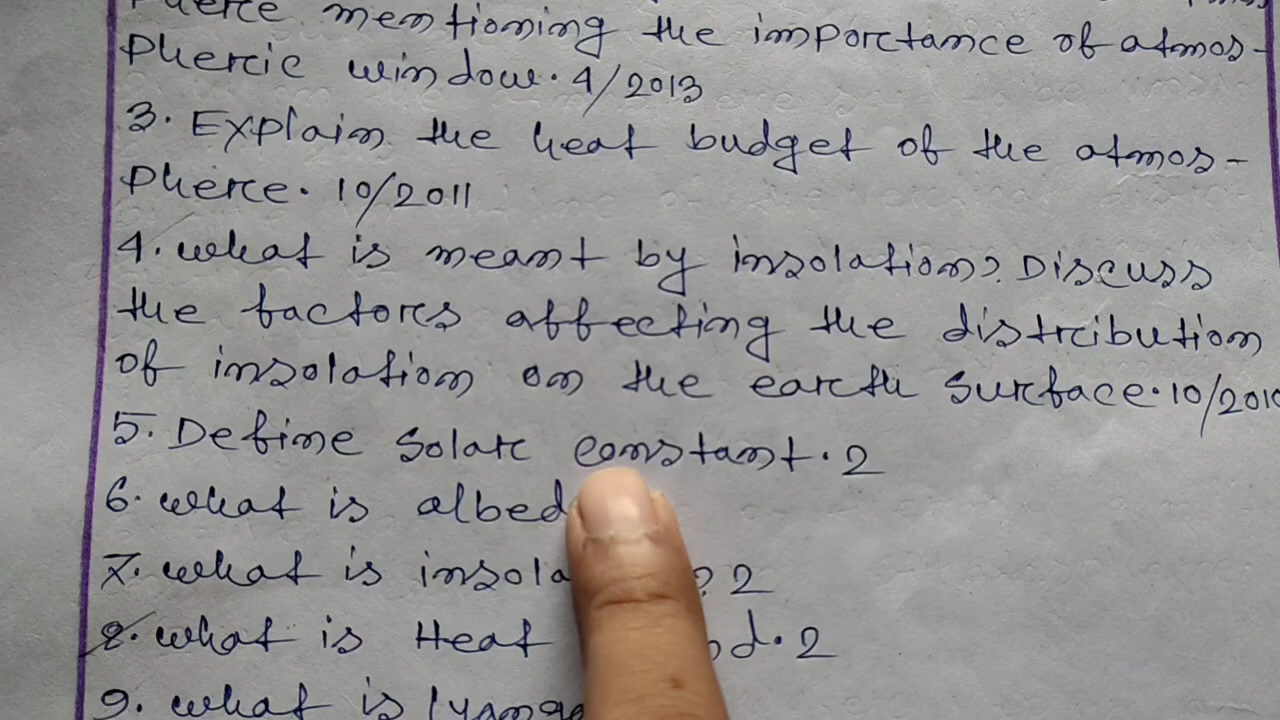 mentioning the importance of atmos-
pheric window. 4/2013
3. Explain the heat budget of the atmos-
phere. 10/2011
4. what is meant by insolation? Discuss
the factors affecting the distribution
of insolation on the earth surface. 10/201
5. Define Solar constant. 2
6. what is albed
7. what is insola ? 2
8. what is Heat d. 2
9. what is